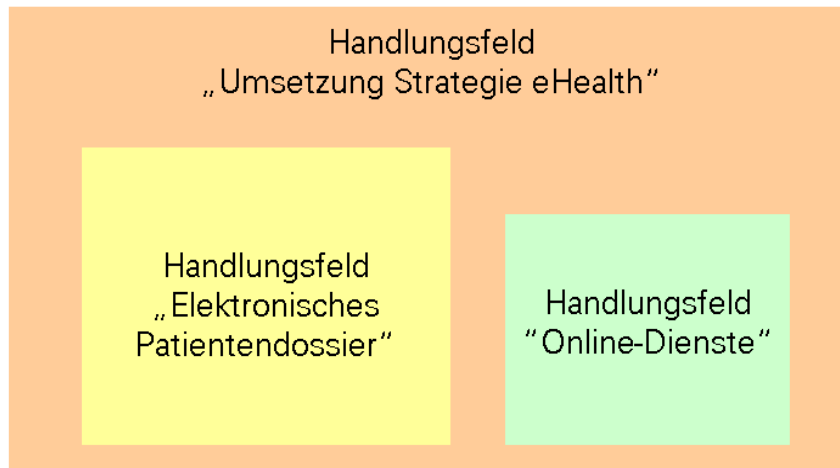 Handlungsfeld
„Umsetzung Strategie eHealth“
Handlungsfeld
„Elektronisches
Patientendossier“
Handlungsfeld
“Online-Dienste“